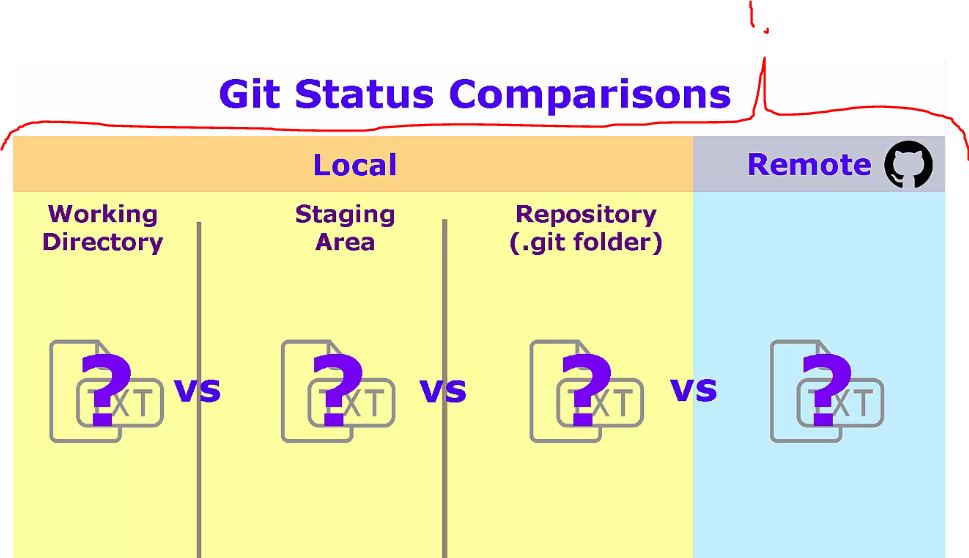 Git Status Comparisons
Local
Remote
Working
Directory
Staging
Area
Repository
(.git folder)
? TXT vs ? TXT vs ? TXT vs ? TXT